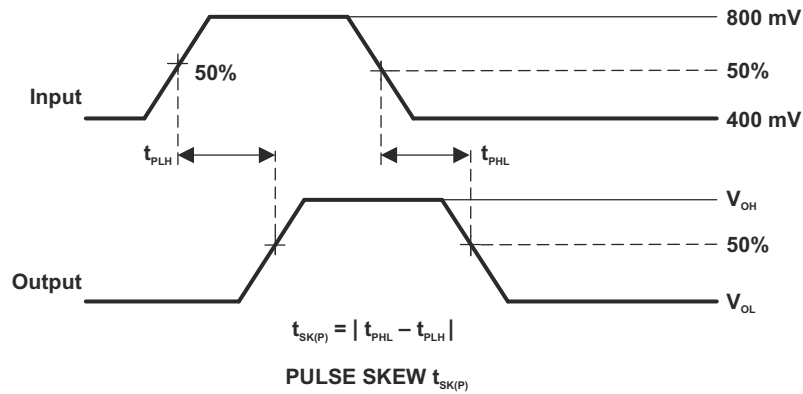 800 mV
50%
50%
Input
400 mV
tPLH
tPHL
VOH
50%
Output
VOL
tSK(P) = | tPHL – tPLH |
PULSE SKEW tSK(P)